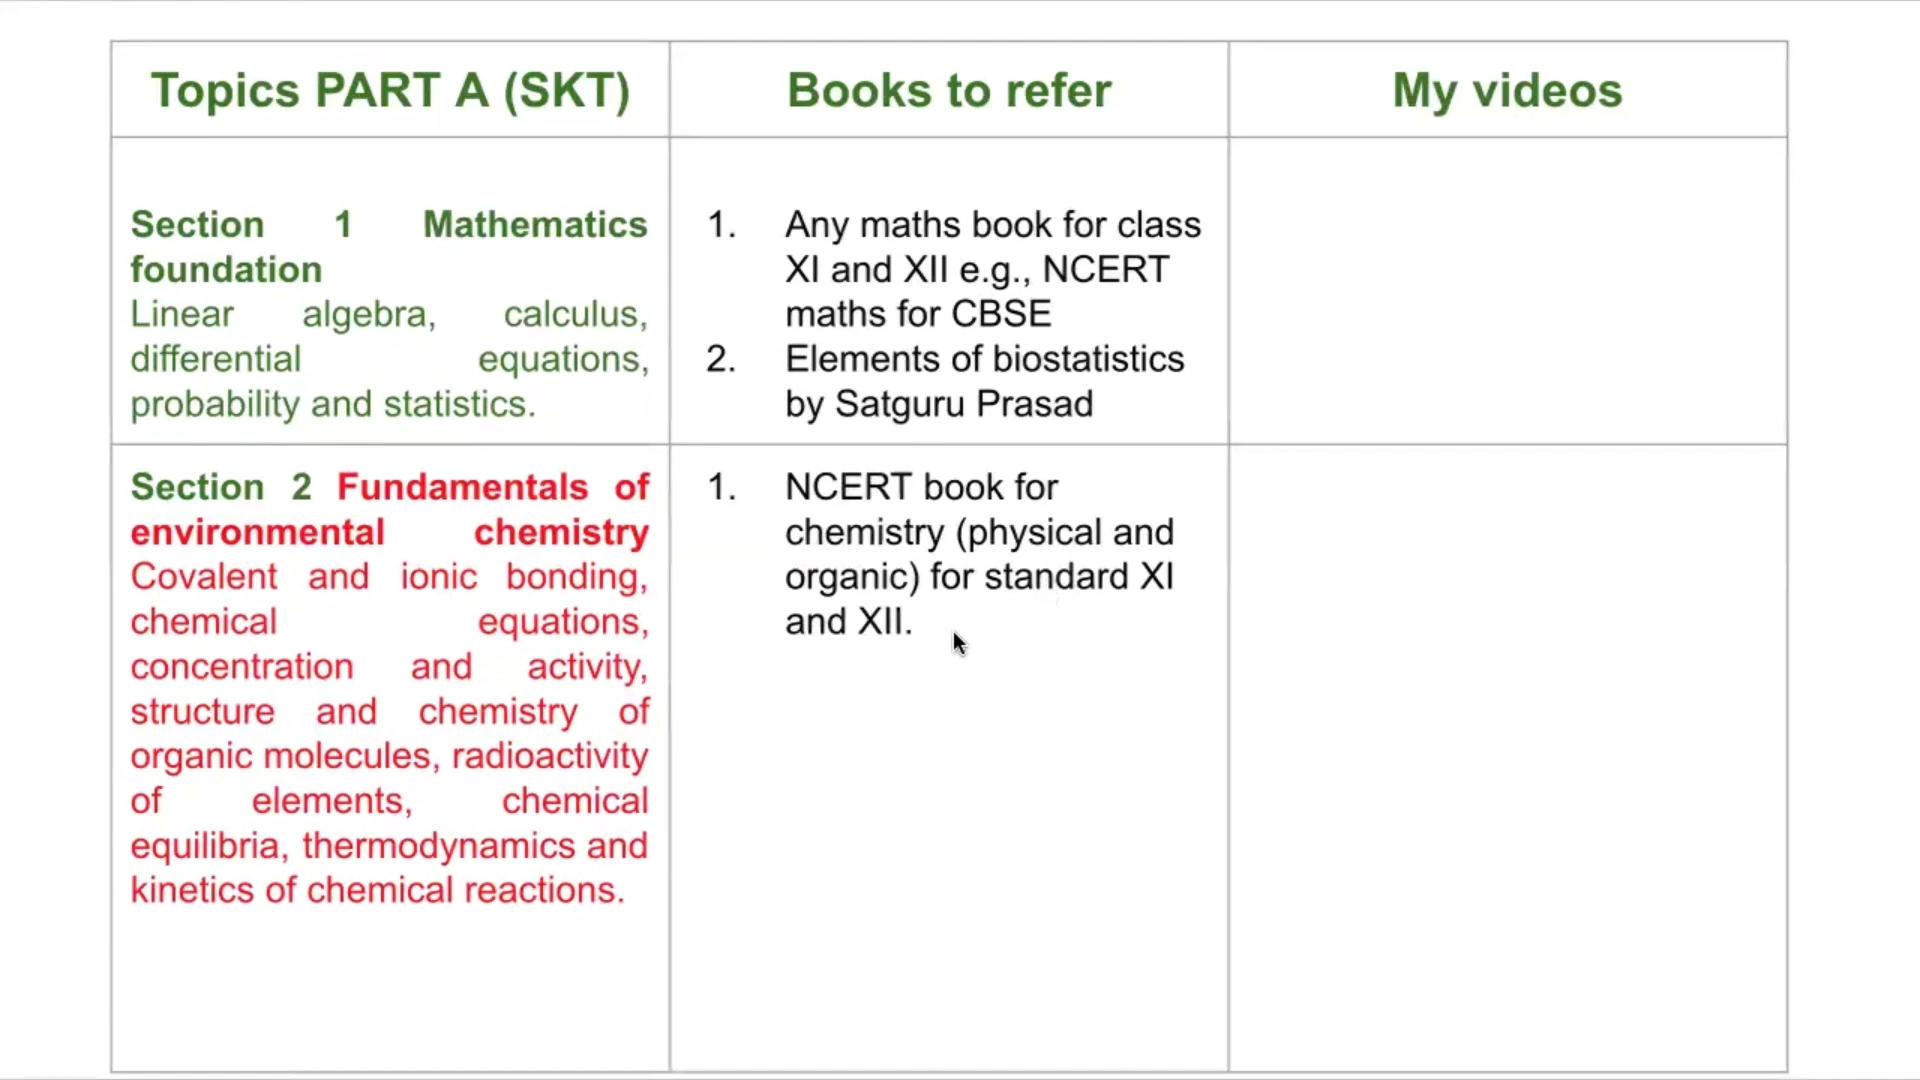 Topics PART A (SKT)
Books to refer
My videos
Section 1 Mathematics
foundation
Linear algebra, calculus,
differential equations,
probability and statistics.
1. Any maths book for class
XI and XII e.g., NCERT
maths for CBSE
2. Elements of biostatistics
by Satguru Prasad
Section 2 Fundamentals of
environmental chemistry
Covalent and ionic bonding,
chemical equations,
concentration and activity,
structure and chemistry of
organic molecules, radioactivity
of elements, chemical
equilibria, thermodynamics and
kinetics of chemical reactions.
1. NCERT book for
chemistry (physical and
organic) for standard XI
and XII.